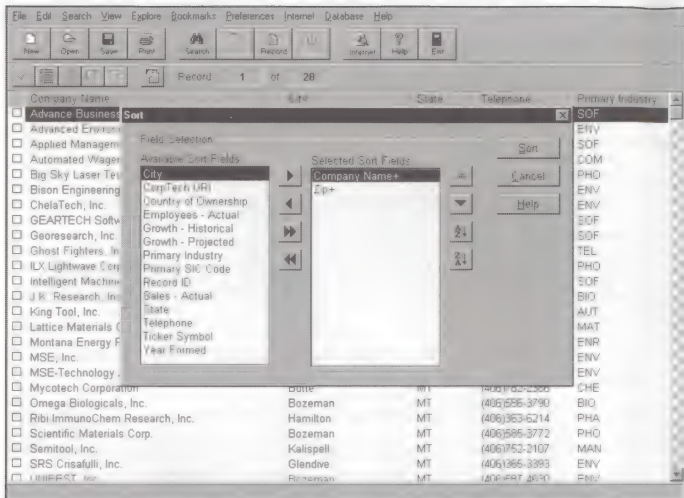 File Edit Search View Explore Bookmarks Preferences Internet Database Help
New Open Save Print Search Record Internet Help Exit
Record 1 of 28
Company Name City State Telephone Primary Industry
Advance Business SOF
Advanced ENV
Applied Managem SOF
Automated Wager COM
Big Sky Laser Te PHO
Bison Engineering ENV
ChelaTech, Inc. ENV
GEARTECH Softw SOF
Georesearch, Inc. SOF
Ghost Fighters, In TEL
ILX Lightwave Corp PHO
Intelligent Machin SOF
J.K. Research, Inc BIO
King Tool, Inc. AUT
Lattice Materials C MAT
Montana Energy R ENR
MSE, Inc. ENV
MSE-Technology ENV
Mycotech Corporation Butte MT CHE
Omega Biologicals, Inc. Bozeman MT (406)586-3790 BIO
Ribi ImmunoChem Research, Inc. Hamilton MT (406)363-6214 PHA
Scientific Materials Corp. Bozeman MT (406)585-3772 PHO
Semitool, Inc. Kalispell MT (406)752-2107 MAN
SRS Crisafulli, Inc. Glendive MT (406)365-3393 ENV
Bozeman MT ENV
Sort
Field Selection
Available Sort Fields
City
CorpTech URL
Country of Ownership
Employees - Actual
Growth - Historical
Growth - Projected
Primary Industry
Primary SIC Code
Record ID
Sales - Actual
State
Telephone
Ticker Symbol
Year Formed
Selected Sort Fields
Company Name+
Zip+
Sort
Cancel
Help